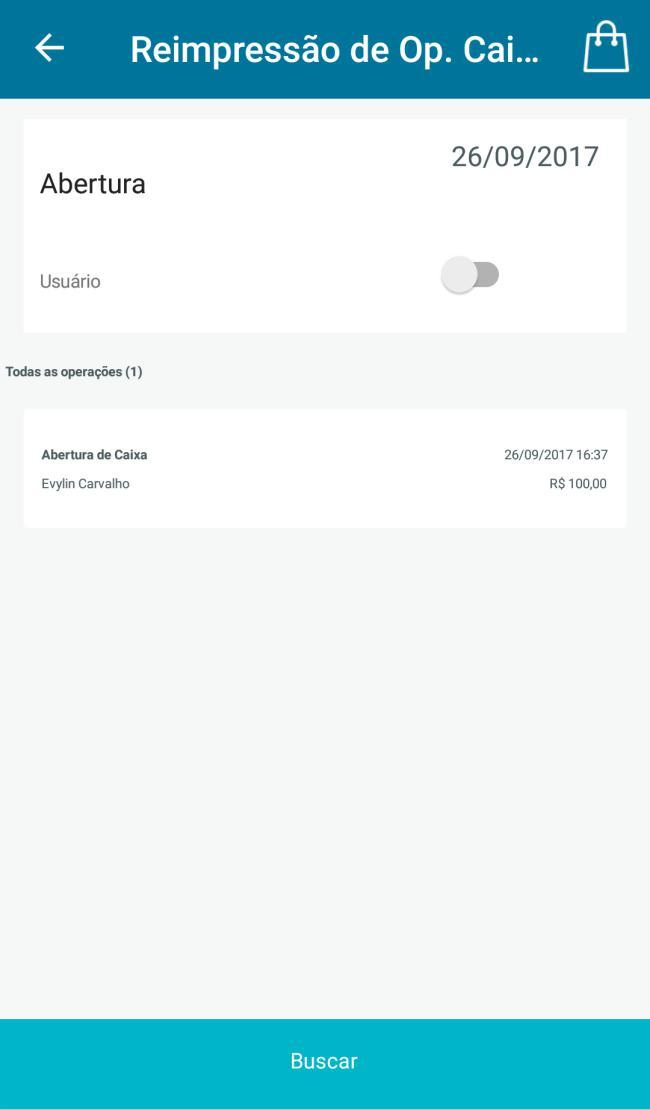 Reimpressão de Op. Cai...
26/09/2017
Abertura
Usuário
Todas as operações (1)
Abertura de Caixa 26/09/2017 16:37
Evylin Carvalho R$ 100,00
Buscar